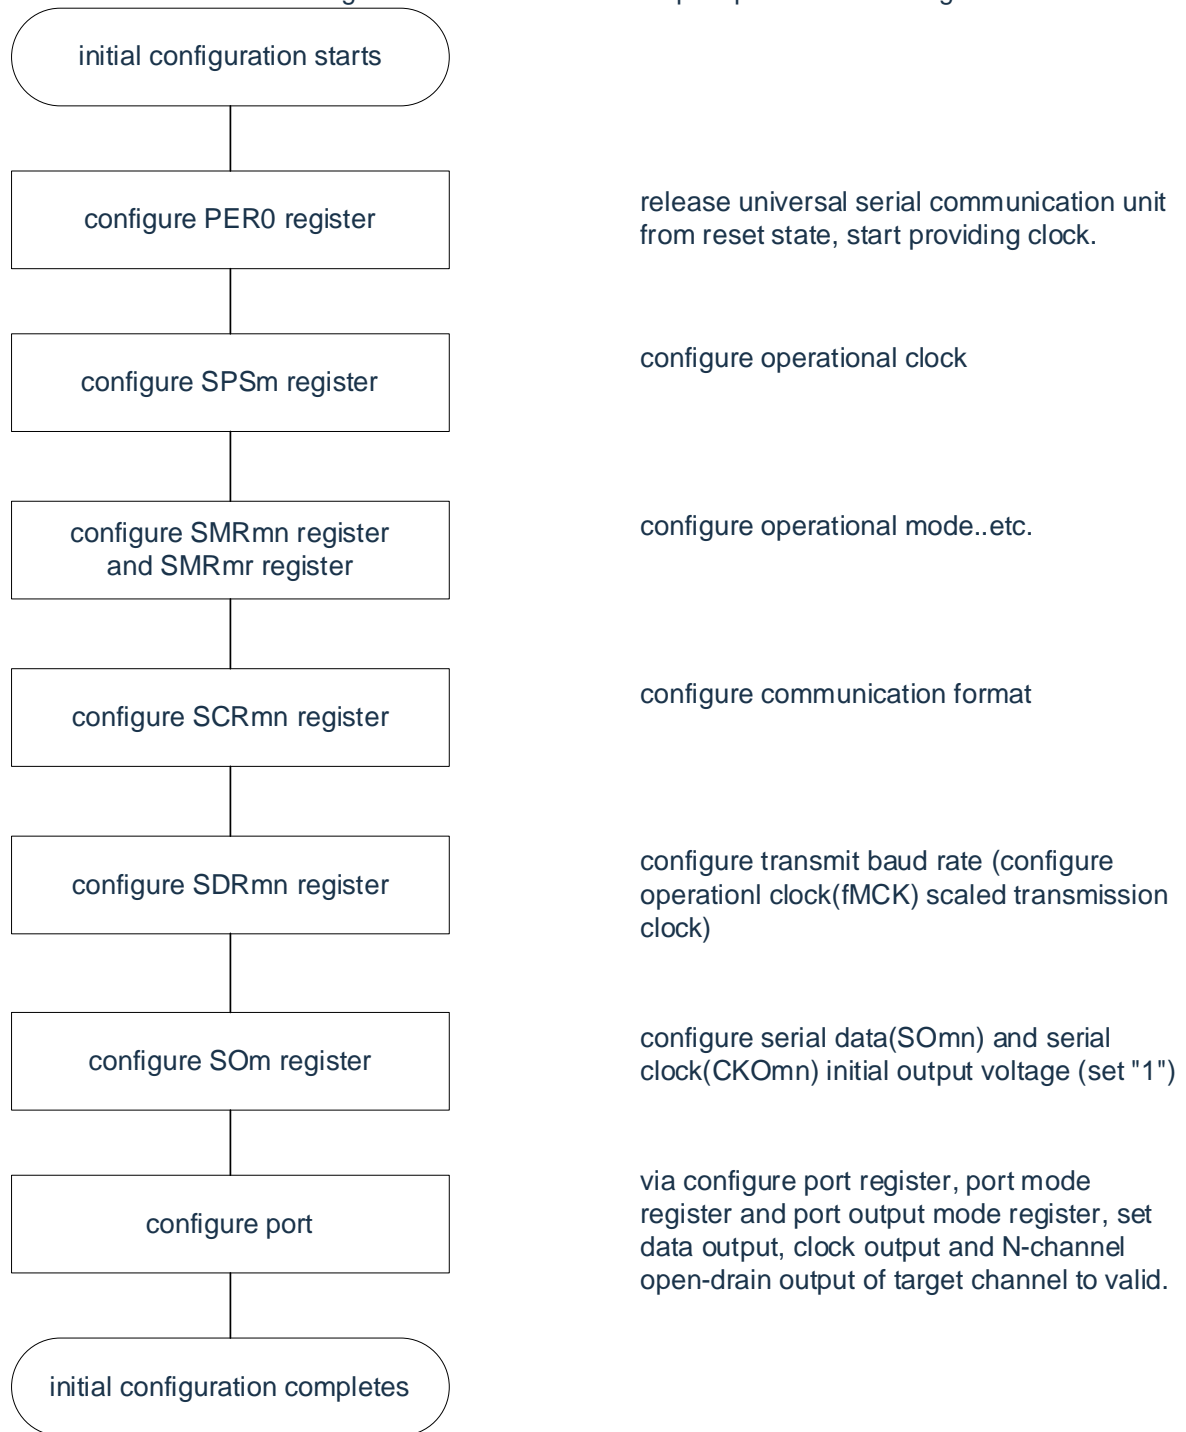 initial configuration starts
configure PER0 register
release universal serial communication unit
from reset state, start providing clock.
configure SPSm register
configure operational clock
configure SMRmn register
and SMRmr register
configure operational mode..etc.
configure SCRmn register
configure communication format
configure SDRmn register
configure transmit baud rate (configure
operationl clock(fMCK) scaled transmission
clock)
configure SOm register
configure serial data(SOmn) and serial
clock(CKOmn) initial output voltage (set "1")
configure port
via configure port register, port mode
register and port output mode register, set
data output, clock output and N-channel
open-drain output of target channel to valid.
initial configuration completes